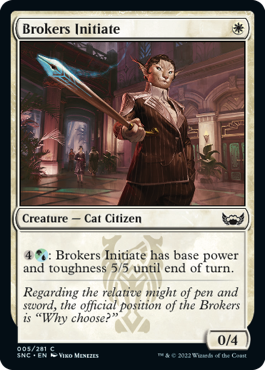 Brokers Initiate
Creature — Cat Citizen
4 : Brokers Initiate has base power
and toughness 5/5 until end of turn.
Regarding the relative might of pen and
sword, the official position of the Brokers
is “Why choose?”
0/4
005/281 C
SNC • EN Viko Menezes
™ & © 2022 Wizards of the Coast